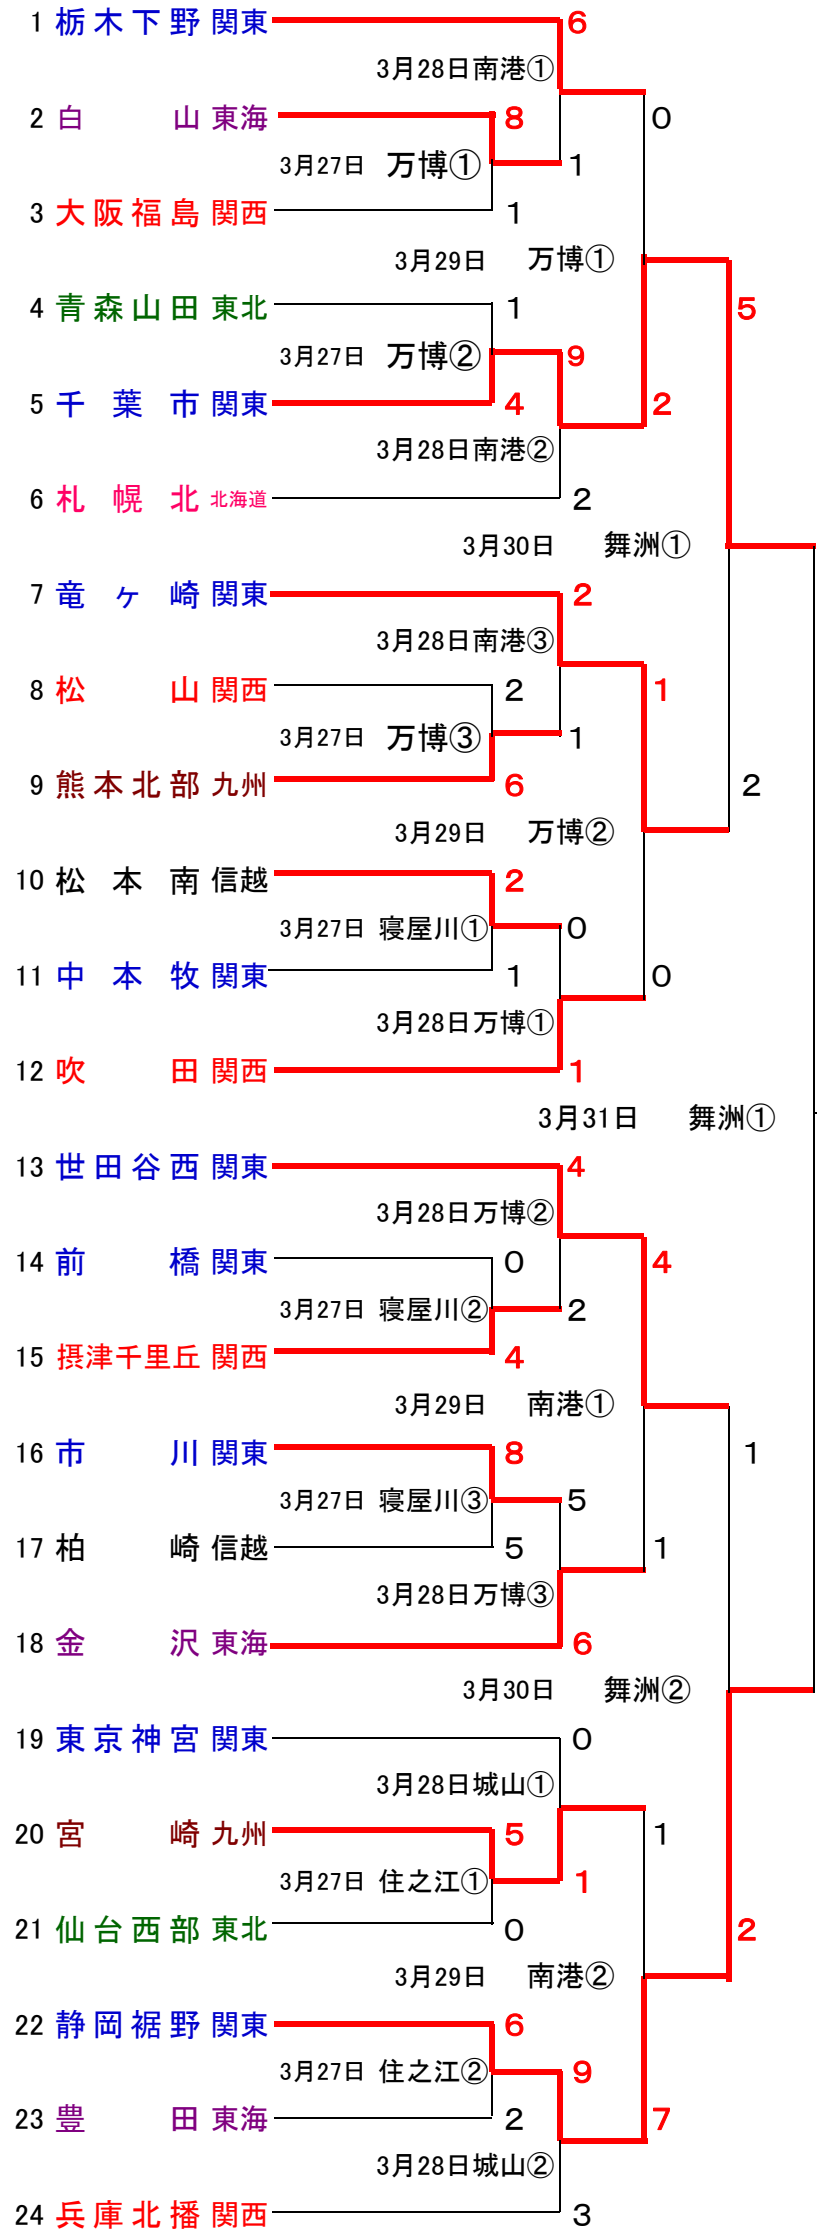 1 栃木下野 関東 6
3月28日南港①
2 白山 東海 8 0
3月27日 万博① 1
3 大阪福島 関西 1
3月29日 万博①
4 青森山田 東北 1 5
3月27日 万博② 9
5 千葉市 関東 4 2
3月28日南港②
6 札幌北 北海道 2
3月30日 舞洲①
7 竜ヶ崎 関東 2
3月28日南港③
8 松山 関西 2 1
3月27日 万博③ 1
9 熊本北部 九州 6 2
3月29日 万博②
10 松本南 信越 2
3月27日 寝屋川① 0
11 中本牧 関東 1 0
3月28日万博①
12 吹田 関西 1
3月31日 舞洲①
13 世田谷西 関東 4
3月28日万博②
14 前橋 関東 0 4
3月27日 寝屋川② 2
15 摂津千里丘 関西 4
3月29日 南港①
16 市川 関東 8 1
3月27日 寝屋川③ 5
17 柏崎 信越 5 1
3月28日万博③
18 金沢 東海 6
3月30日 舞洲②
19 東京神宮 関東 0
3月28日城山①
20 宮崎 九州 5 1
3月27日 住之江① 1
21 仙台西部 東北 0 2
3月29日 南港②
22 静岡裾野 関東 6
3月27日 住之江② 9
23 豊田 東海 2 7
3月28日城山②
24 兵庫北播 関西 3